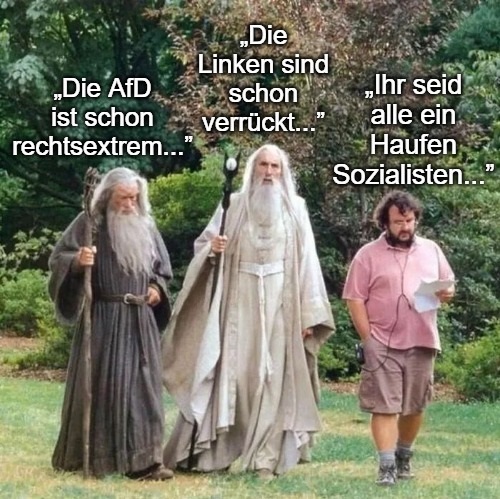 „Die AfD
ist schon
rechtsextrem...”
„Die
Linken sind
schon
verrückt...”
„Ihr seid
alle ein
Haufen
Sozialisten...”